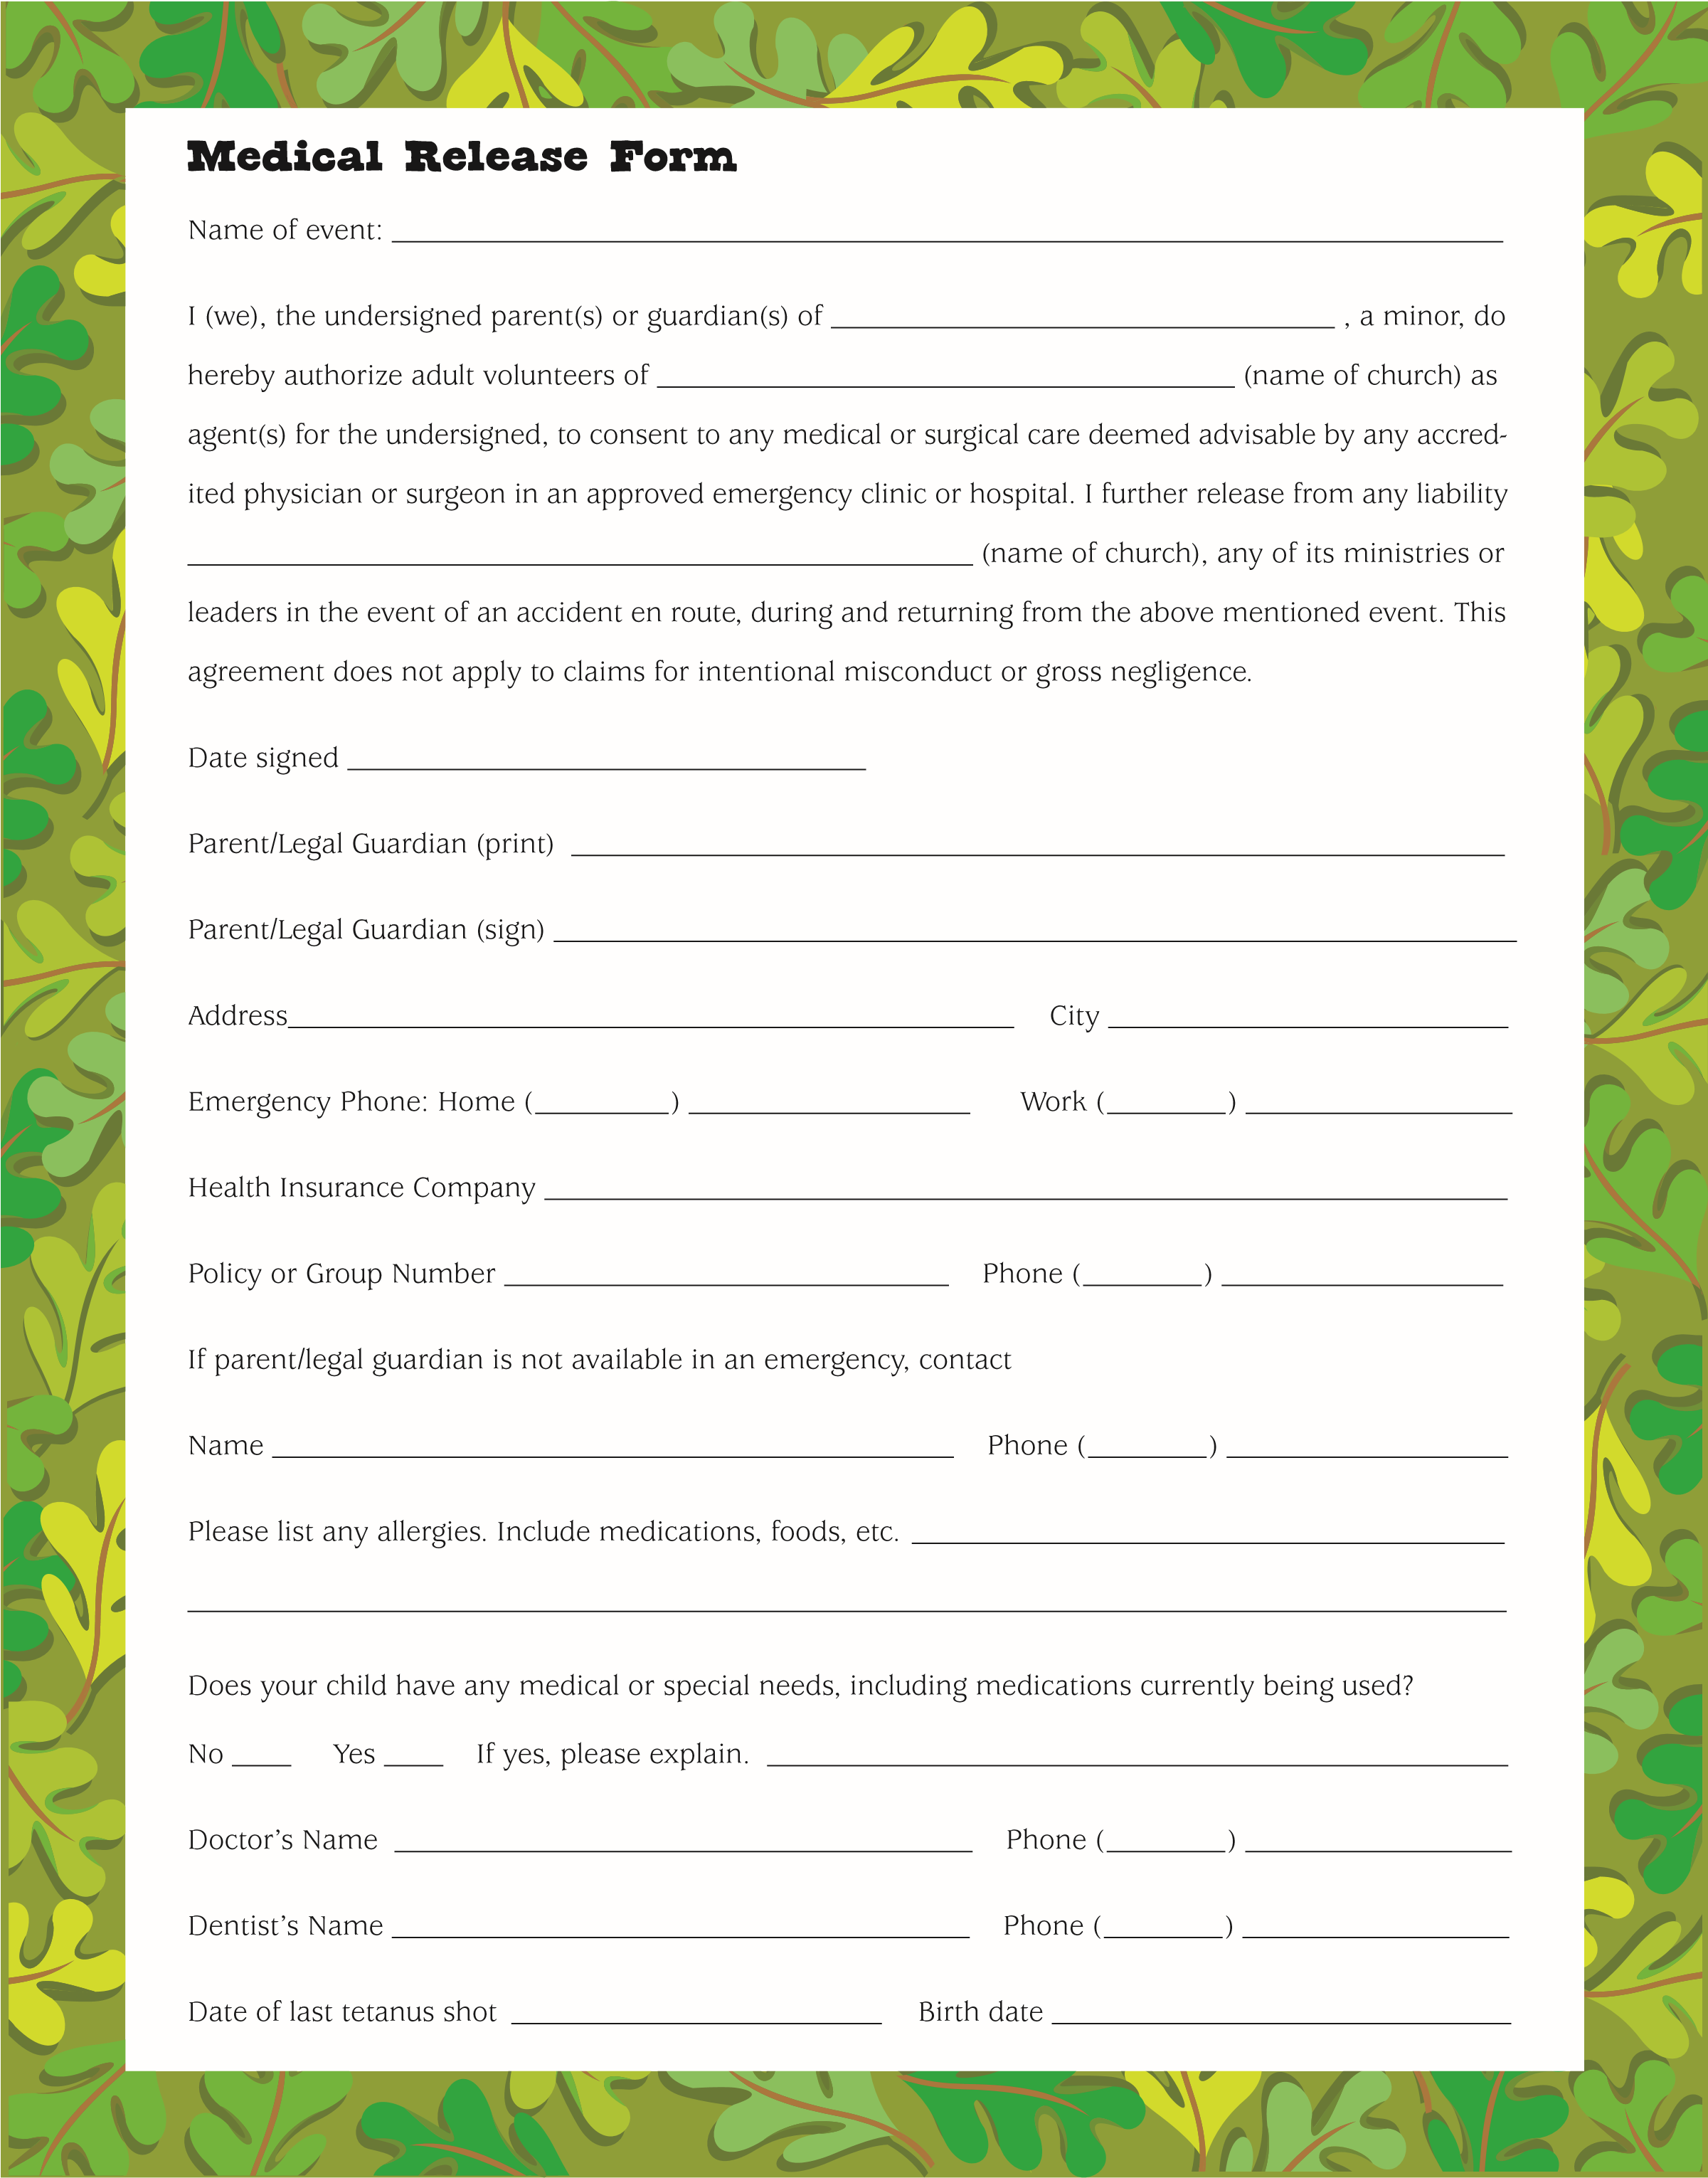 Medical Release Form
Name of event: ____________________
I (we), the undersigned parent(s) or guardian(s) of ____________________ , a minor, do
hereby authorize adult volunteers of ____________________ (name of church) as
agent(s) for the undersigned, to consent to any medical or surgical care deemed advisable by any accred-
ited physician or surgeon in an approved emergency clinic or hospital. I further release from any liability
____________________ (name of church), any of its ministries or
leaders in the event of an accident en route, during and returning from the above mentioned event. This
agreement does not apply to claims for intentional misconduct or gross negligence.
Date signed ____________________
Parent/Legal Guardian (print) ____________________
Parent/Legal Guardian (sign) ____________________
Address____________________ City ____________________
Emergency Phone: Home (________) ____________________ Work (________) ____________________
Health Insurance Company ____________________
Policy or Group Number ____________________ Phone (________) ____________________
If parent/legal guardian is not available in an emergency, contact
Name ____________________ Phone (________) ____________________
Please list any allergies. Include medications, foods, etc. ____________________
____________________
Does your child have any medical or special needs, including medications currently being used?
No ____ Yes ____ If yes, please explain. ____________________
Doctor’s Name ____________________ Phone (________) ____________________
Dentist’s Name ____________________ Phone (________) ____________________
Date of last tetanus shot ____________________ Birth date ____________________